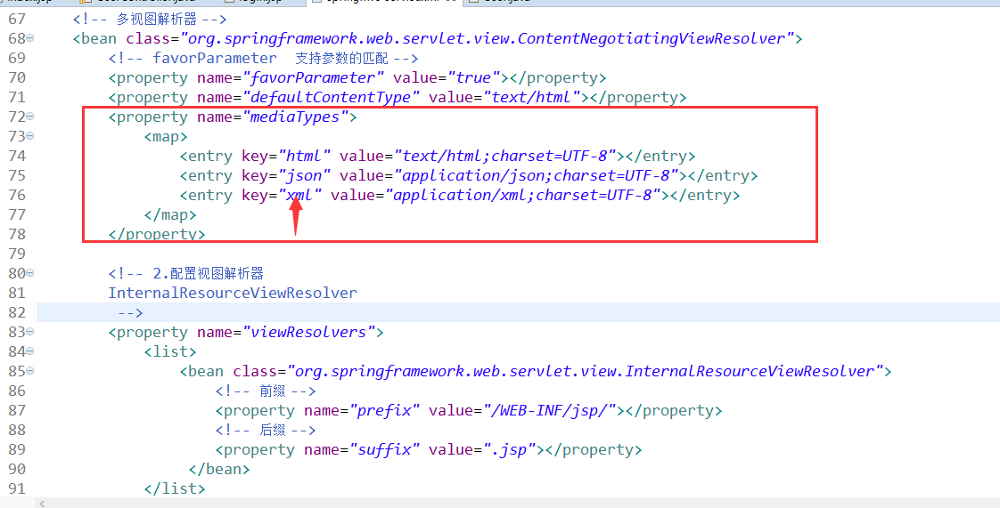 67 <!-- 多视图解析器 -->
68 <bean class="org.springframework.web.servlet.view.ContentNegotiatingViewResolver">
69 <!-- favorParameter 支持参数的匹配 -->
70 <property name="favorParameter" value="true"></property>
71 <property name="defaultContentType" value="text/html"></property>
72 <property name="mediaTypes">
73 <map>
74 <entry key="html" value="text/html;charset=UTF-8"></entry>
75 <entry key="json" value="application/json;charset=UTF-8"></entry>
76 <entry key="xml" value="application/xml;charset=UTF-8"></entry>
77 </map>
78 </property>
79
80 <!-- 2.配置视图解析器
81 InternalResourceViewResolver
82 -->
83 <property name="viewResolvers">
84 <list>
85 <bean class="org.springframework.web.servlet.view.InternalResourceViewResolver">
86 <!-- 前缀 -->
87 <property name="prefix" value="/WEB-INF/jsp/"></property>
88 <!-- 后缀 -->
89 <property name="suffix" value=".jsp"></property>
90 </bean>
91 </list>